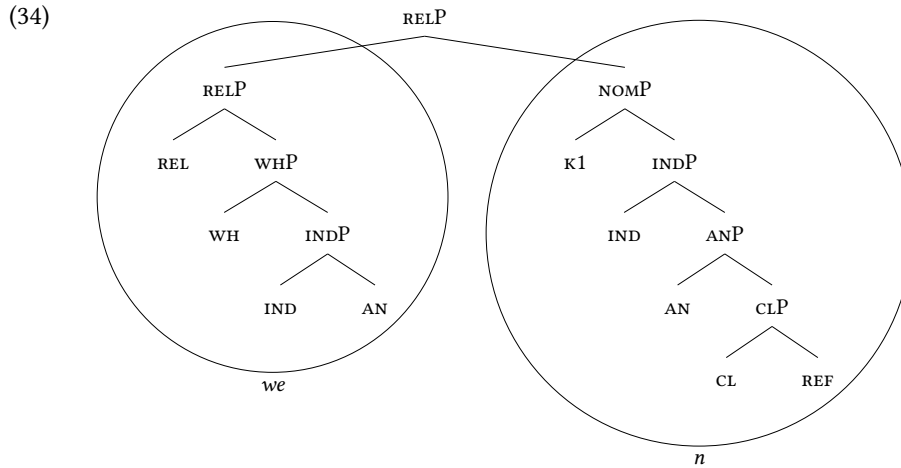 (34) RELP
RELP NOMP
REL WHP K1 INDP
WH INDP IND ANP
IND AN AN CLP
we CL REF
n